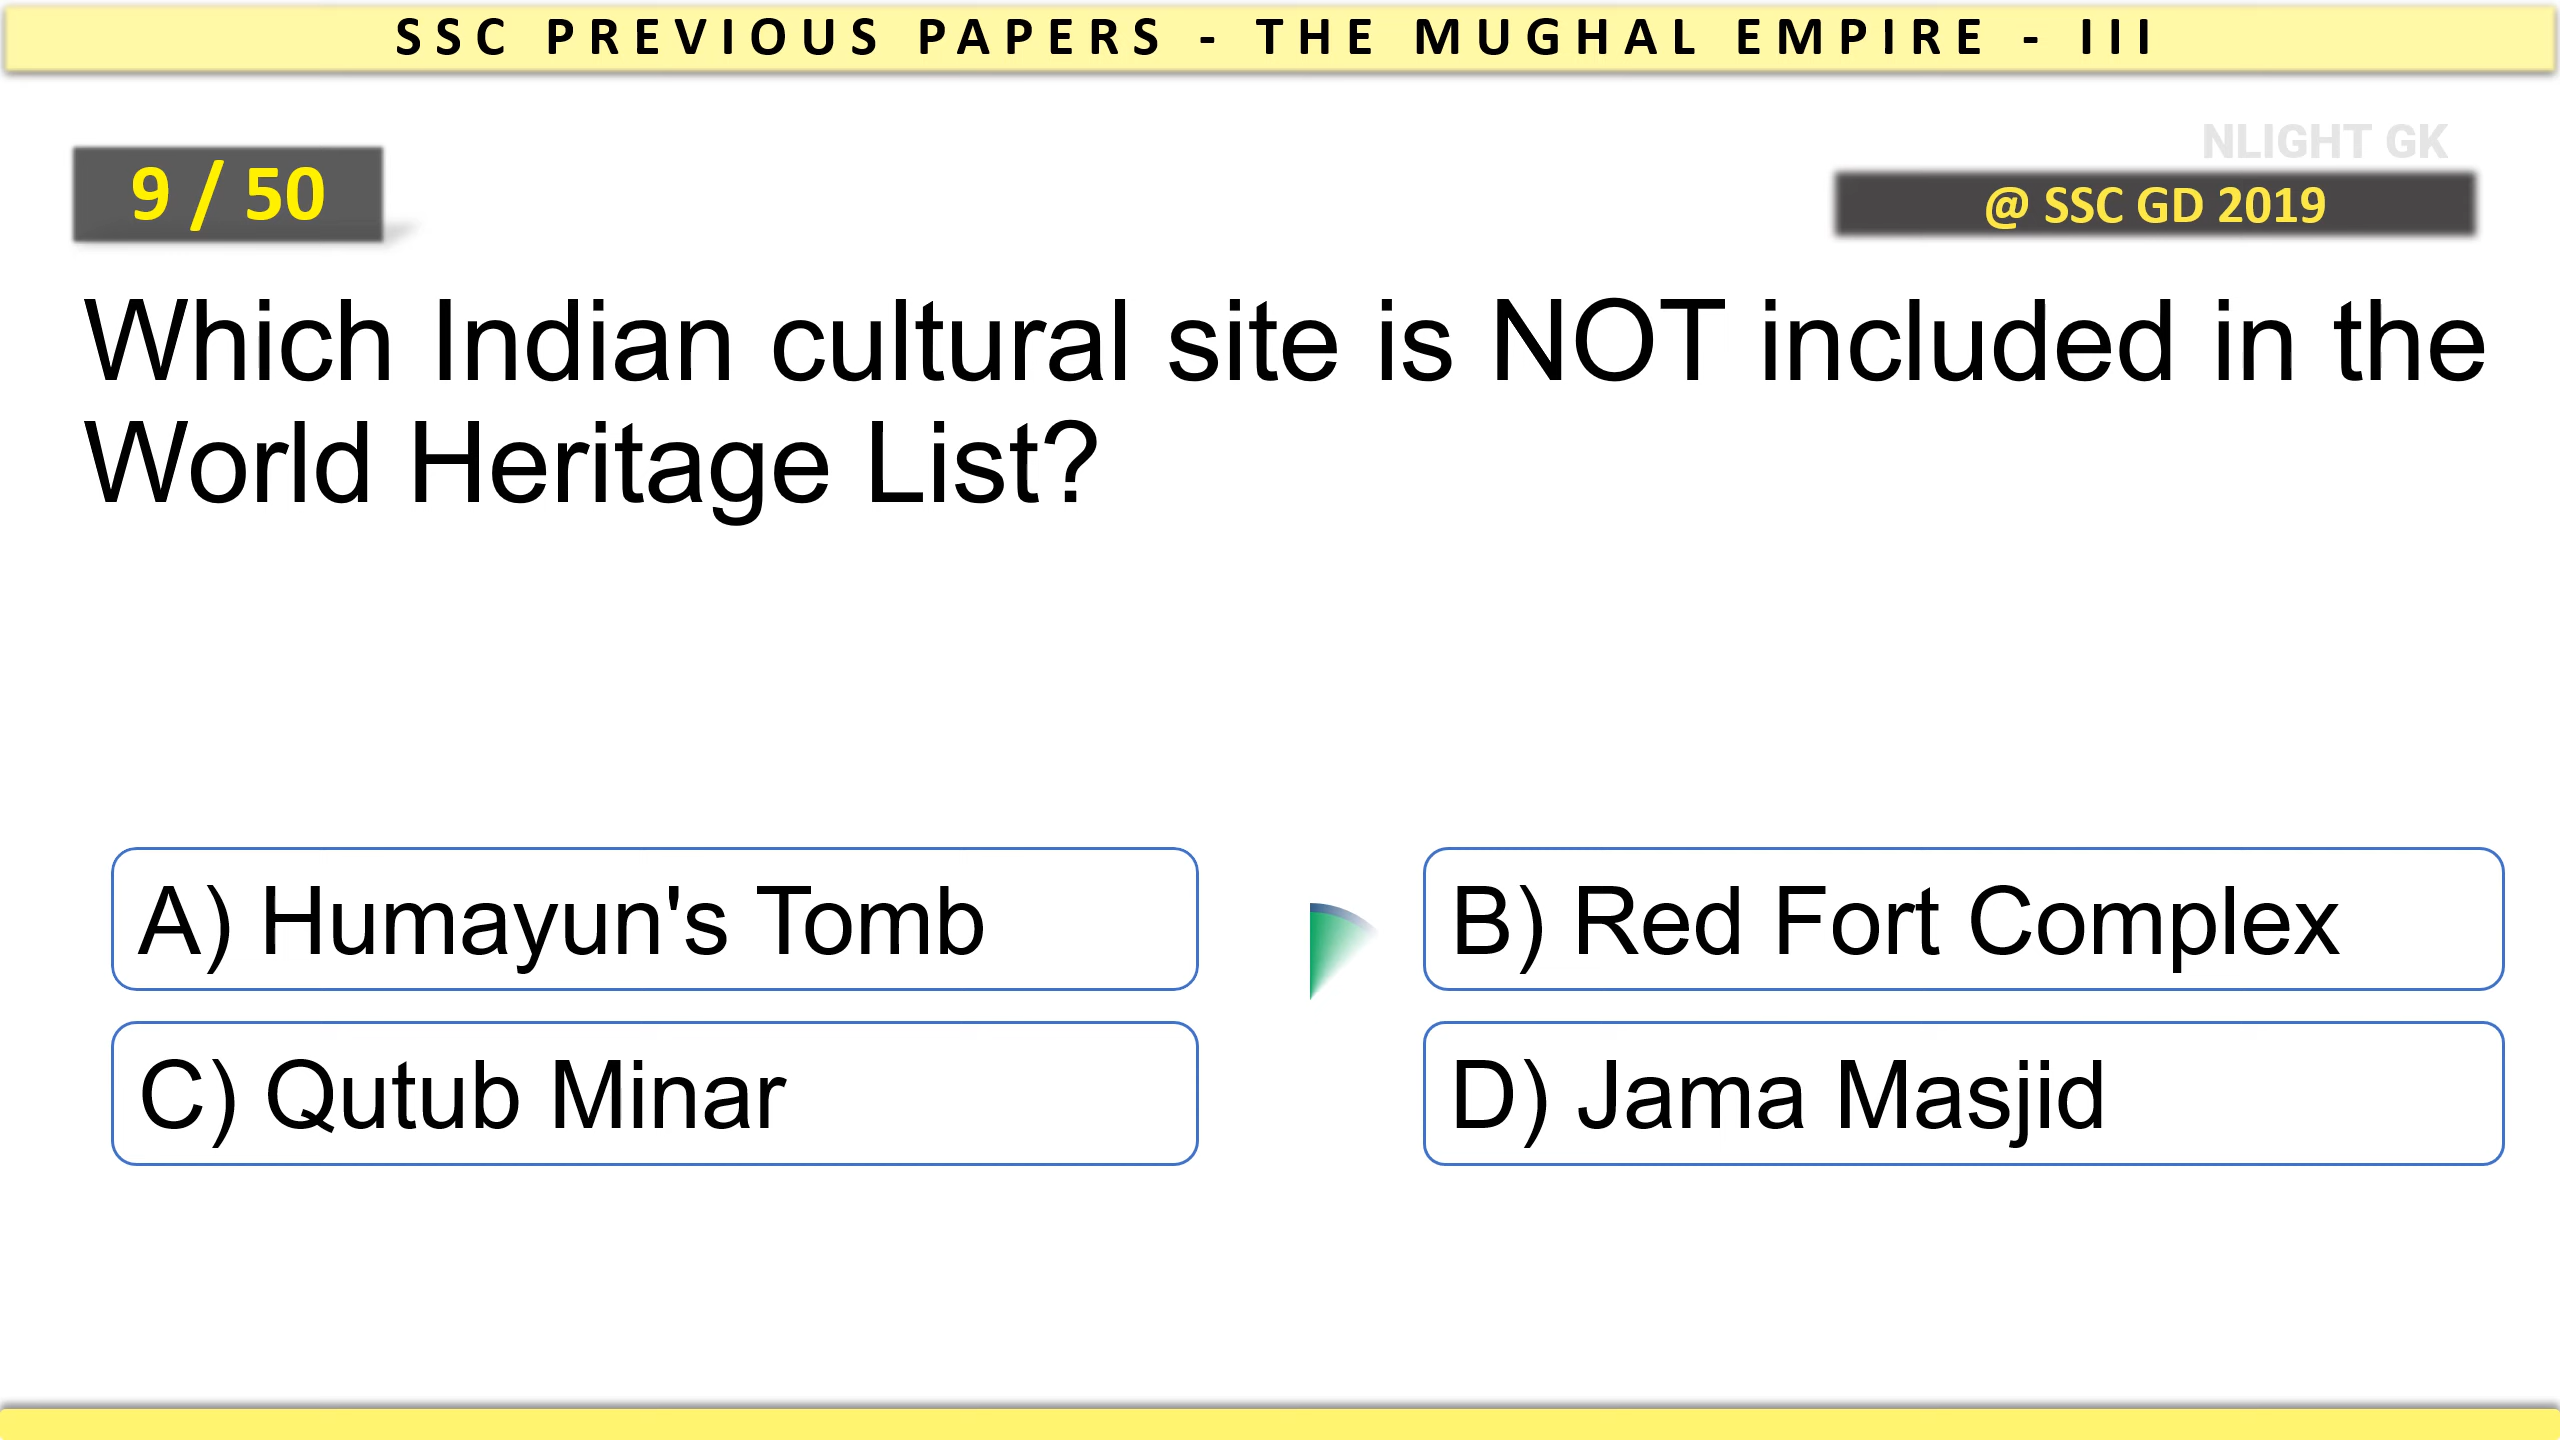 SSC PREVIOUS PAPERS - THE MUGHAL EMPIRE - III
NLIGHT GK
9 / 50
@ SSC GD 2019
Which Indian cultural site is NOT included in the
World Heritage List?
A) Humayun's Tomb
B) Red Fort Complex
C) Qutub Minar
D) Jama Masjid